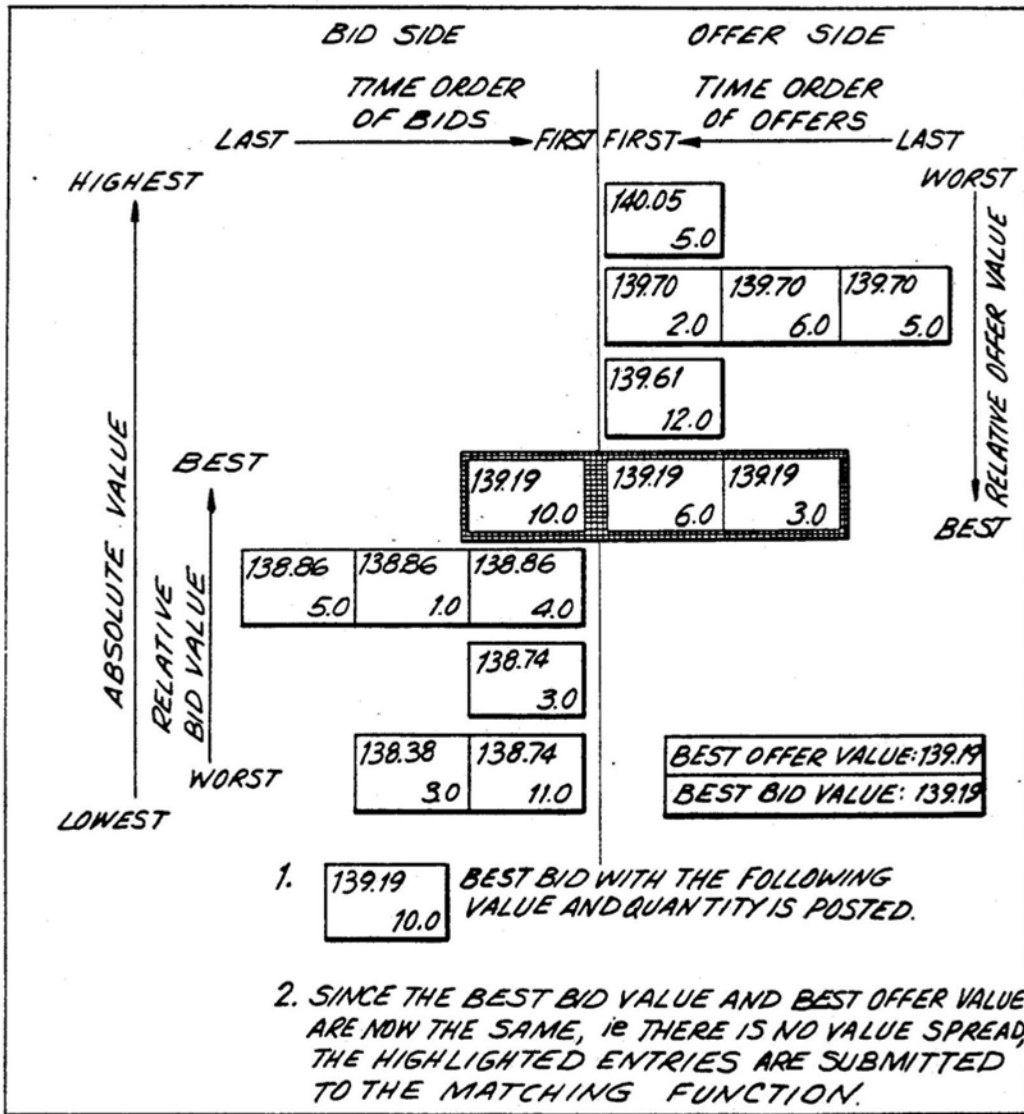 BID SIDE OFFER SIDE
TIME ORDER OF BIDS
TIME ORDER OF OFFERS
LAST FIRST FIRST LAST
HIGHEST
WORST
140.05
5.0
139.70 139.70 139.70
2.0 6.0 5.0
139.61
12.0
RELATIVE OFFER VALUE
ABSOLUTE VALUE
BEST
139.19 139.19 139.19
10.0 6.0 3.0
BEST
138.86 138.86 138.86
5.0 1.0 4.0
RELATIVE
BID VALUE
138.74
3.0
138.38 138.74
3.0 11.0
WORST
LOWEST
BEST OFFER VALUE: 139.19
BEST BID VALUE: 139.19
1. 139.19
10.0
BEST BID WITH THE FOLLOWING
VALUE AND QUANTITY IS POSTED.
2. SINCE THE BEST BID VALUE AND BEST OFFER VALUE
ARE NOW THE SAME, ie THERE IS NO VALUE SPREAD,
THE HIGHLIGHTED ENTRIES ARE SUBMITTED
TO THE MATCHING FUNCTION.